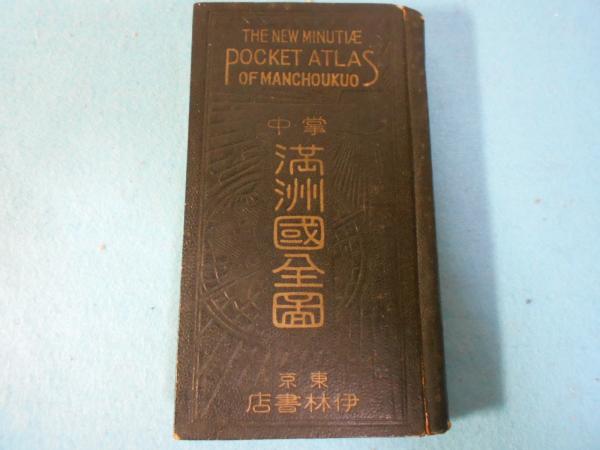 THE NEW MINUTIÆ
POCKET ATLAS
OF MANCHOUKUO
掌中
滿洲國全圖
東京
伊林書店